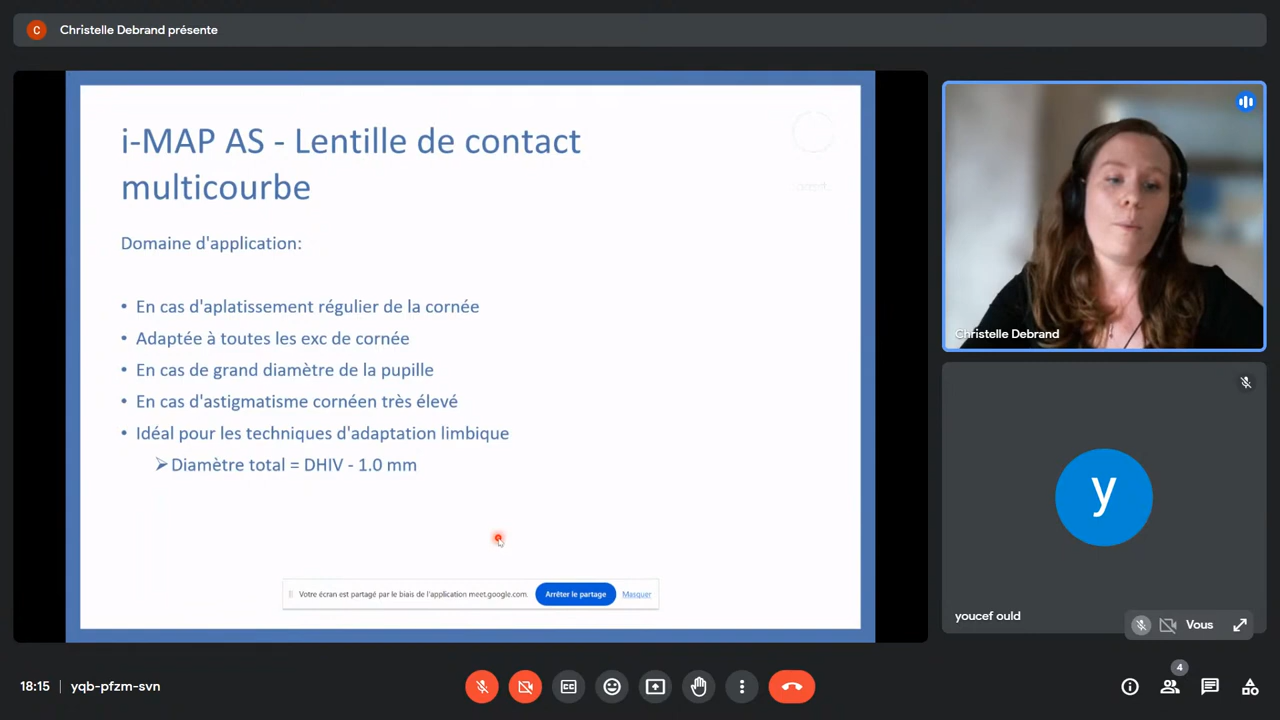 C
Christelle Debrand présente
i-MAP AS - Lentille de contact
multicourbe
Domaine d'application:
• En cas d'aplatissement régulier de la cornée
• Adaptée à toutes les exc de cornée
• En cas de grand diamètre de la pupille
• En cas d'astigmatisme cornéen très élevé
• Idéal pour les techniques d'adaptation limbique
➢ Diamètre total = DHIV - 1.0 mm
Votre écran est partagé par le biais de l'application meet.google.com.
Arrêter le partage
Masquer
Christelle Debrand
y
youcef ould
Vous
18:15 | yqb-pfzm-svn
4